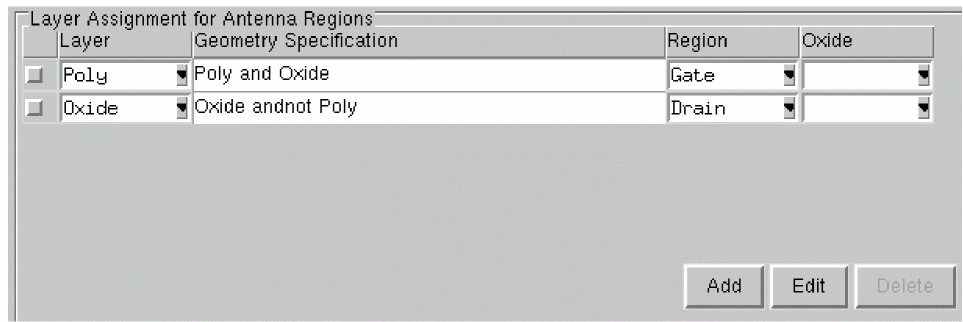 Layer Assignment for Antenna Regions
Layer Geometry Specification Region Oxide
Poly Poly and Oxide Gate
Oxide Oxide andnot Poly Drain
Add Edit Delete